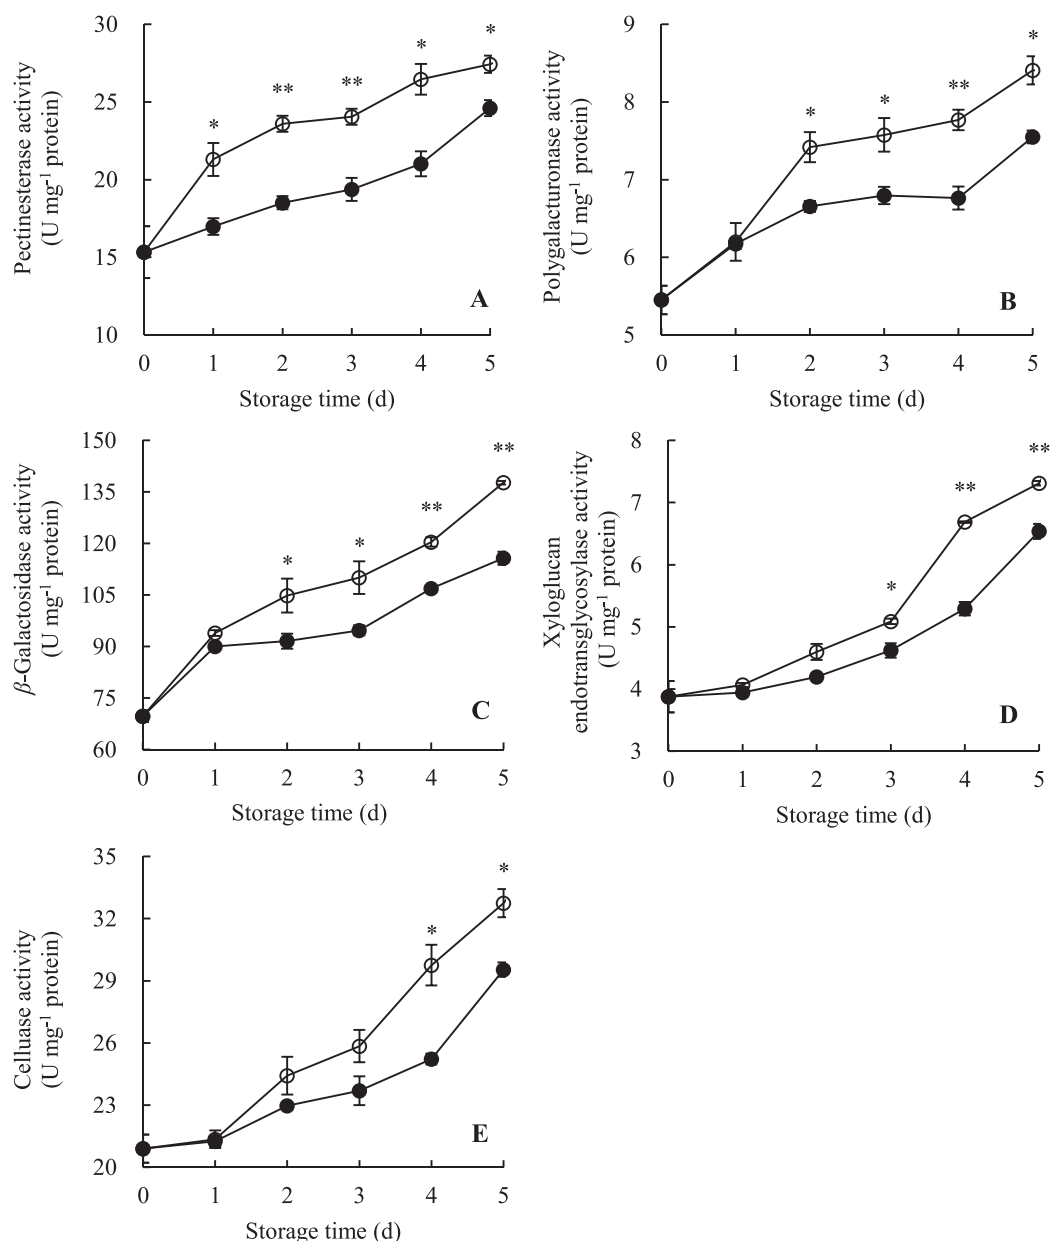 Pectinesterase activity
(U mg⁻¹ protein)
30
25
20
15
10
*
**
**
*
*
A
0 1 2 3 4 5
Storage time (d)
Polygalacturonase activity
(U mg⁻¹ protein)
9
8
7
6
5
*
*
**
*
B
0 1 2 3 4 5
Storage time (d)
β-Galactosidase activity
(U mg⁻¹ protein)
150
135
120
105
90
75
60
*
*
**
**
C
0 1 2 3 4 5
Storage time (d)
Xyloglucan
endotransglycosylase activity
(U mg⁻¹ protein)
8
7
6
5
4
3
*
**
**
D
0 1 2 3 4 5
Storage time (d)
Celluase activity
(U mg⁻¹ protein)
35
32
29
26
23
20
*
*
E
0 1 2 3 4 5
Storage time (d)